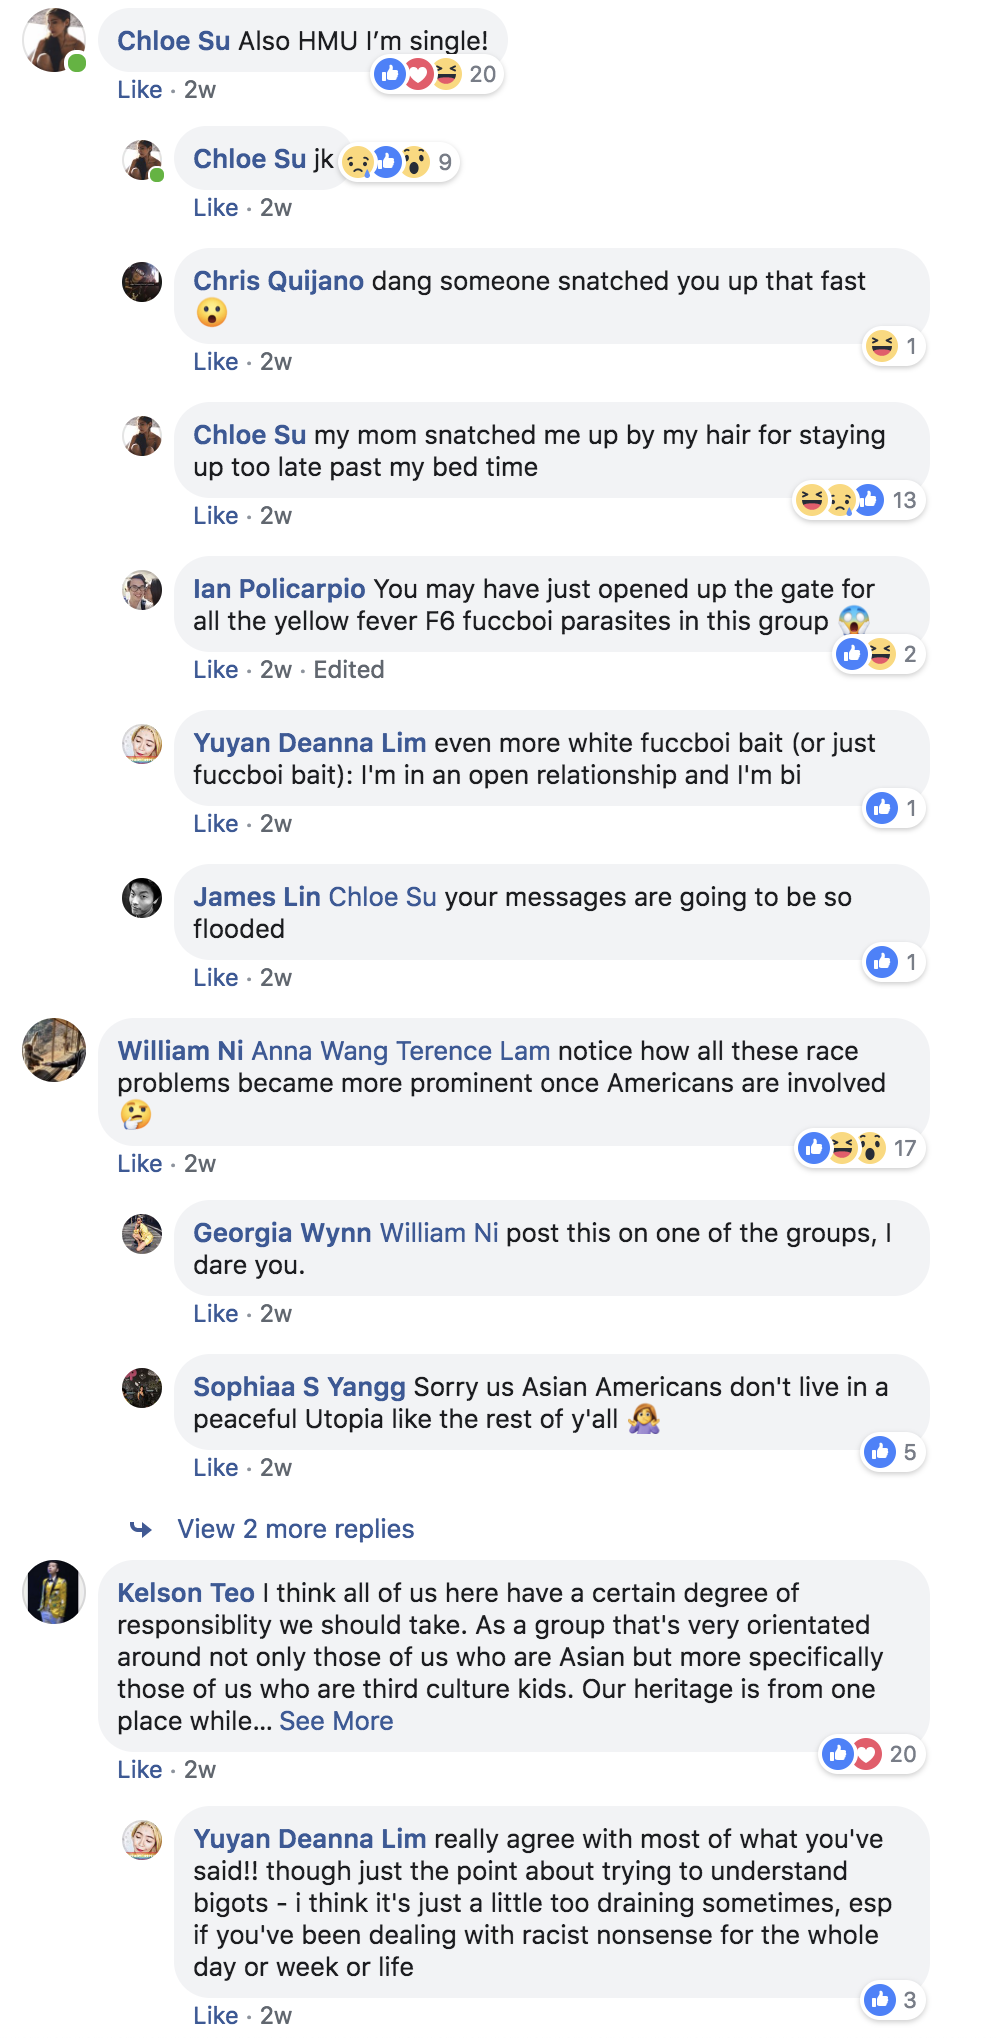 Chloe Su Also HMU I'm single!
20
Like · 2w
Chloe Su jk
9
Like · 2w
Chris Quijano dang someone snatched you up that fast
😮
1
Like · 2w
Chloe Su my mom snatched me up by my hair for staying
up too late past my bed time
13
Like · 2w
Ian Policarpio You may have just opened up the gate for
all the yellow fever F6 fuccboi parasites in this group 😱
2
Like · 2w · Edited
Yuyan Deanna Lim even more white fuccboi bait (or just
fuccboi bait): I'm in an open relationship and I'm bi
1
Like · 2w
James Lin Chloe Su your messages are going to be so
flooded
1
Like · 2w
William Ni Anna Wang Terence Lam notice how all these race
problems became more prominent once Americans are involved
🤔
17
Like · 2w
Georgia Wynn William Ni post this on one of the groups, I
dare you.
Like · 2w
Sophiaa S Yangg Sorry us Asian Americans don't live in a
peaceful Utopia like the rest of y'all 🤷‍♀️
5
Like · 2w
View 2 more replies
Kelson Teo I think all of us here have a certain degree of
responsiblity we should take. As a group that's very orientated
around not only those of us who are Asian but more specifically
those of us who are third culture kids. Our heritage is from one
place while... See More
20
Like · 2w
Yuyan Deanna Lim really agree with most of what you've
said!! though just the point about trying to understand
bigots - i think it's just a little too draining sometimes, esp
if you've been dealing with racist nonsense for the whole
day or week or life
3
Like · 2w